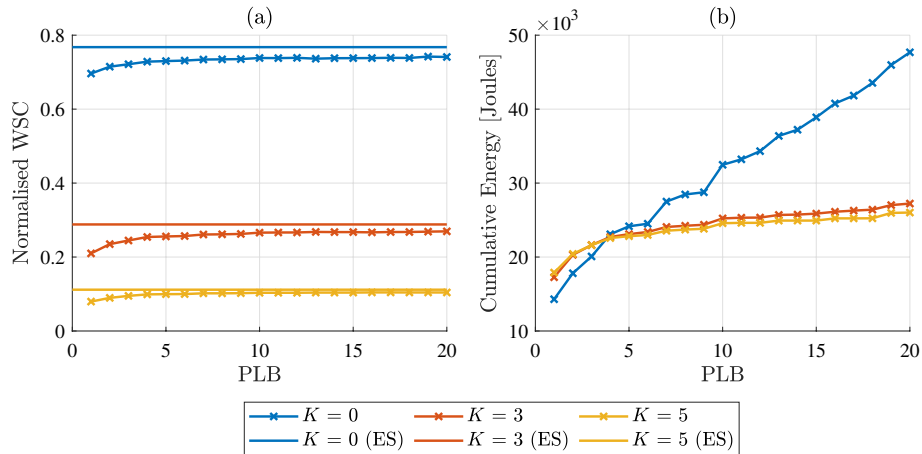 (a)
0.8
0.6
0.4
0.2
0
Normalised WSC
0 5 10 15 20
PLB
(b)
×10³
50
40
30
20
10
Cumulative Energy [Joules]
0 5 10 15 20
PLB
K = 0 K = 3 K = 5
K = 0 (ES) K = 3 (ES) K = 5 (ES)